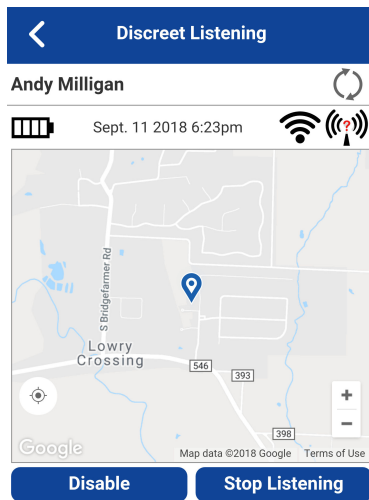 Discreet Listening
Andy Milligan
Sept. 11 2018 6:23pm
?
S Bridgefarmer Rd
Lowry
Crossing
546
393
+
−
398
Google
Map data ©2018 Google Terms of Use
Disable
Stop Listening